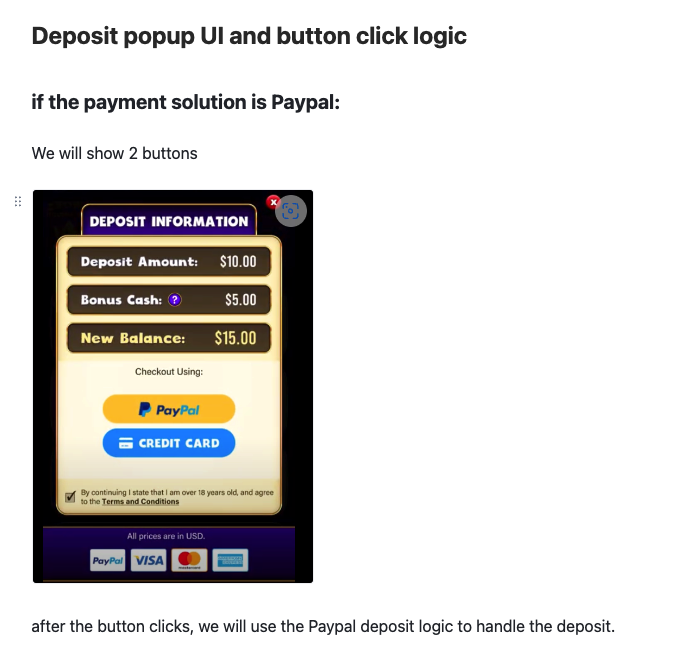 Deposit popup UI and button click logic
if the payment solution is Paypal:
We will show 2 buttons
X
DEPOSIT INFORMATION
Deposit Amount: $10.00
Bonus Cash: ? $5.00
New Balance: $15.00
Checkout Using:
PayPal
CREDIT CARD
By continuing I state that I am over 18 years old, and agree
to the Terms and Conditions
All prices are in USD.
PayPal VISA mastercard
after the button clicks, we will use the Paypal deposit logic to handle the deposit.